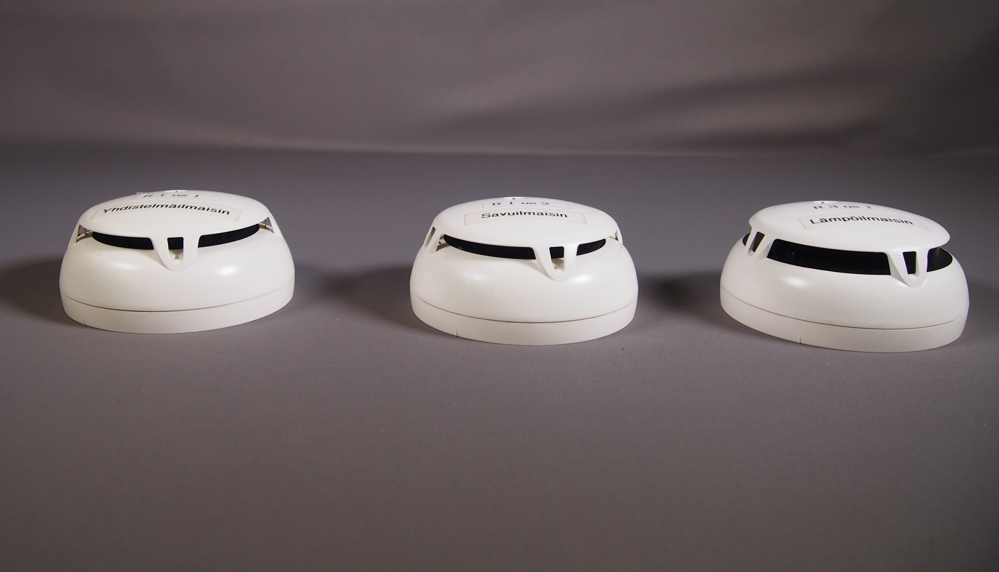 R 1 os 1
Yhdistelmäilmaisin
R 1 os 2
Savuilmaisin
R 3 os 1
Lämpöilmaisin